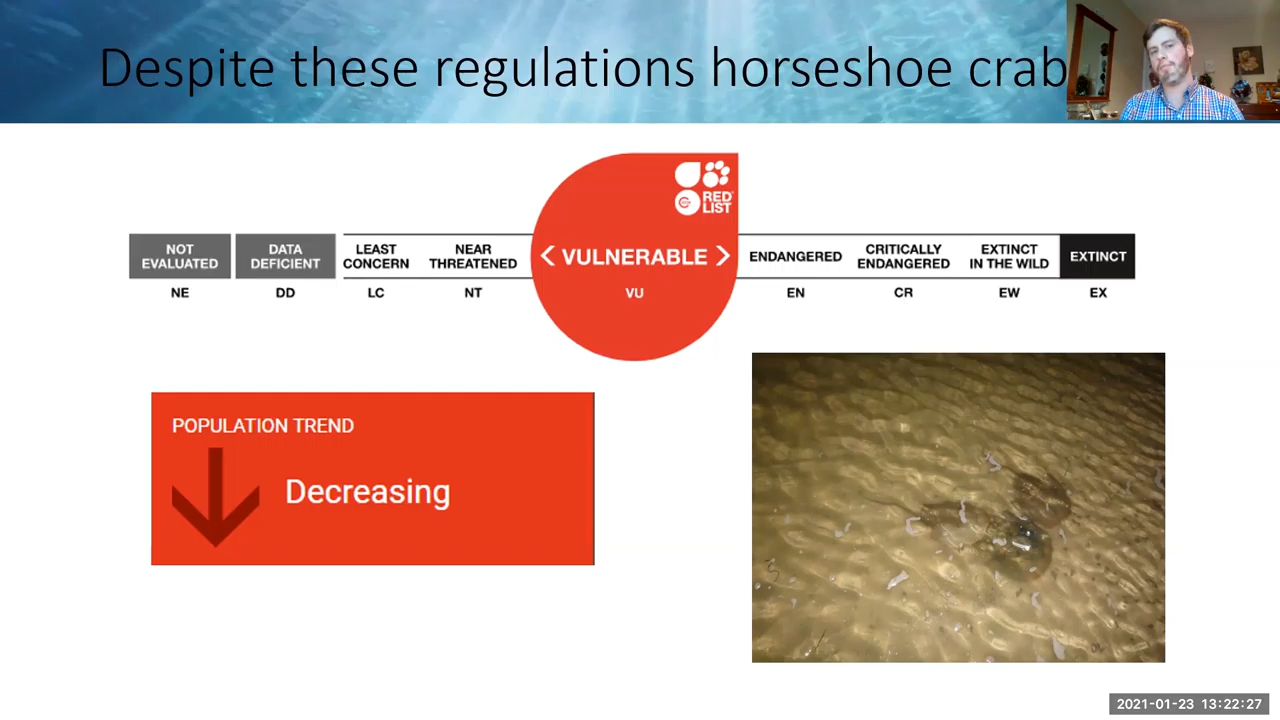 Despite these regulations horseshoe crab
RED
LIST
NOT
EVALUATED
DATA
DEFICIENT
LEAST
CONCERN
NEAR
THREATENED
< VULNERABLE >
ENDANGERED
CRITICALLY
ENDANGERED
EXTINCT
IN THE WILD
EXTINCT
NE
DD
LC
NT
VU
EN
CR
EW
EX
POPULATION TREND
Decreasing
2021-01-23 13:22:27